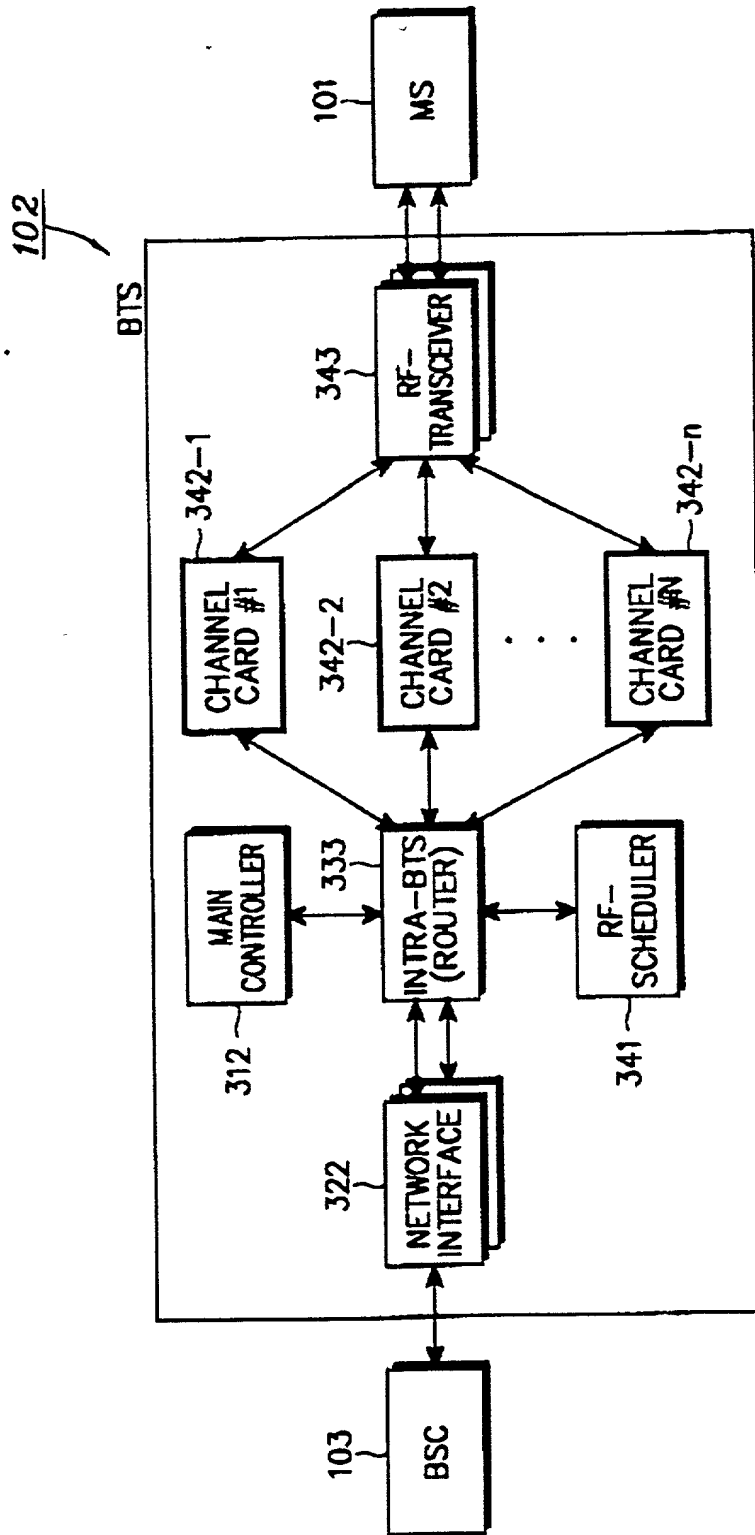 102
BTS
101
MS
343
RF-
TRANSCEIVER
342-1
CHANNEL
CARD #1
342-2
CHANNEL
CARD #2
342-n
CHANNEL
CARD #N
. . .
312
MAIN
CONTROLLER
333
INTRA-BTS
(ROUTER)
341
RF-
SCHEDULER
322
NETWORK
INTERFACE
103
BSC